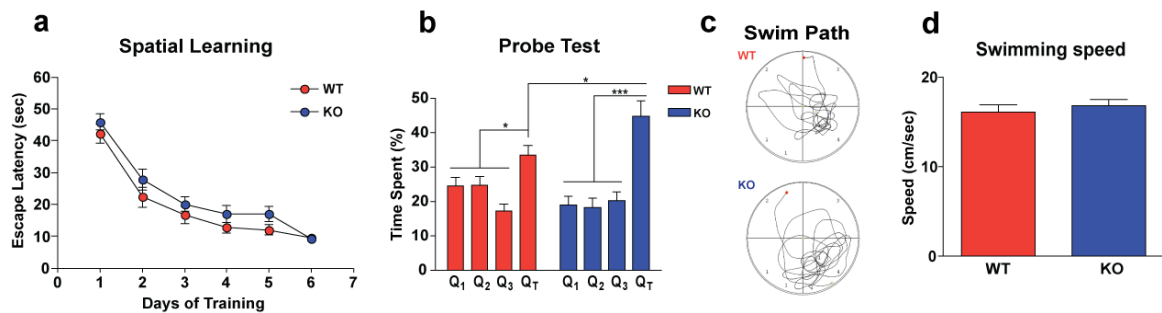 a
Spatial Learning
Escape Latency (sec)
60
50
40
30
20
10
0
0 1 2 3 4 5 6 7
Days of Training
WT
KO
b
Probe Test
Time Spent (%)
50
40
30
20
10
0
*
*
***
WT
KO
Q1 Q2 Q3 QT Q1 Q2 Q3 QT
c
Swim Path
WT
KO
d
Swimming speed
Speed (cm/sec)
20
10
0
WT KO